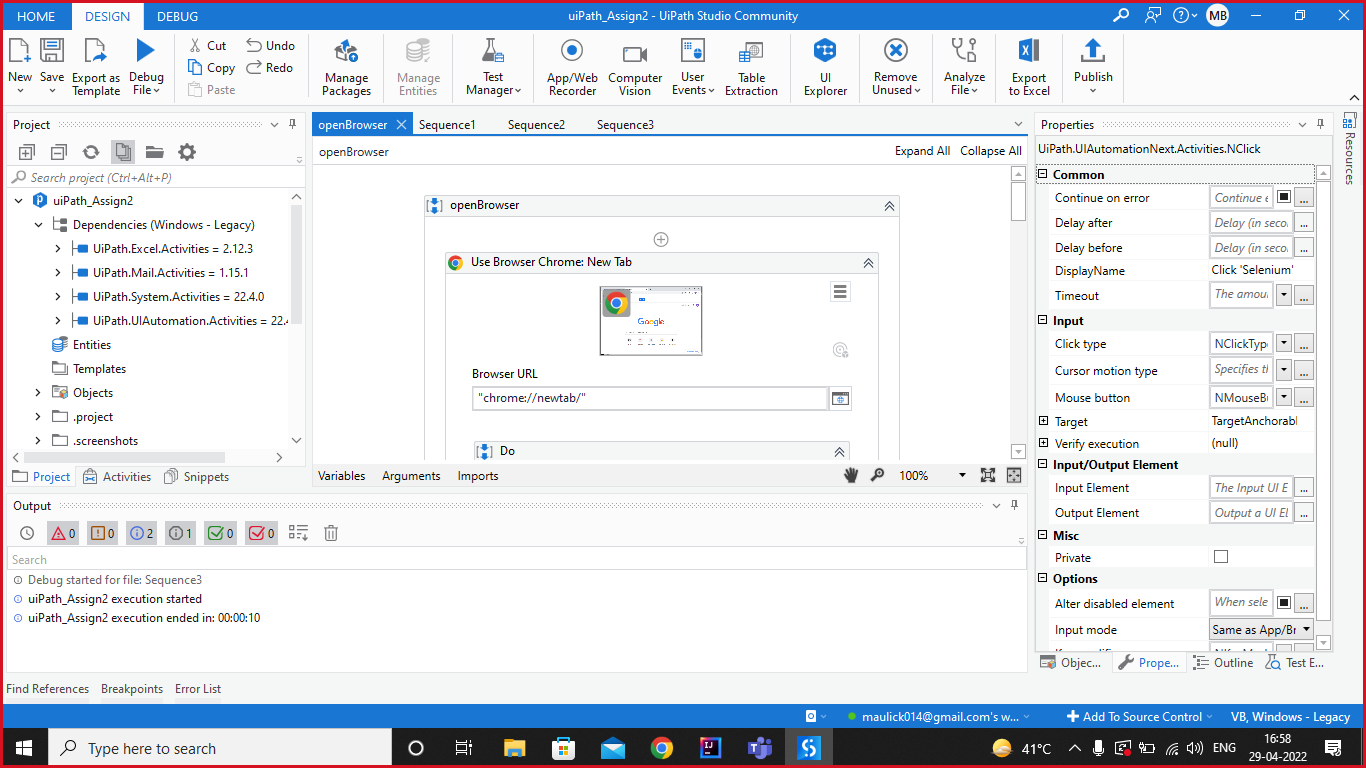 HOME DESIGN DEBUG uiPath_Assign2 - UiPath Studio Community MB
New Save Export as Template Debug File
Cut Copy Paste Undo Redo
Manage Packages
Manage Entities
Test Manager
App/Web Recorder
Computer Vision
User Events
Table Extraction
UI Explorer
Remove Unused
Analyze File
Export to Excel
Publish
Project
Search project (Ctrl+Alt+P)
uiPath_Assign2
Dependencies (Windows - Legacy)
UiPath.Excel.Activities = 2.12.3
UiPath.Mail.Activities = 1.15.1
UiPath.System.Activities = 22.4.0
UiPath.UIAutomation.Activities = 22.4
Entities
Templates
Objects
.project
.screenshots
Project Activities Snippets
openBrowser Sequence1 Sequence2 Sequence3
openBrowser Expand All Collapse All
openBrowser
Use Browser Chrome: New Tab
Google
Browser URL
"chrome://newtab/"
Do
Variables Arguments Imports 100%
Output
0 0 2 1 0 0
Search
Debug started for file: Sequence3
uiPath_Assign2 execution started
uiPath_Assign2 execution ended in: 00:00:10
Find References Breakpoints Error List
Properties
UiPath.UIAutomationNext.Activities.NClick
Common
Continue on error Continue e ...
Delay after Delay (in seco ...
Delay before Delay (in seco ...
DisplayName Click 'Selenium'
Timeout The amou ...
Input
Click type NClickType ...
Cursor motion type Specifies th ...
Mouse button NMouseBu ...
Target TargetAnchorabl
Verify execution (null)
Input/Output Element
Input Element The Input UI E ...
Output Element Output a UI El ...
Misc
Private
Options
Alter disabled element When sele ...
Input mode Same as App/Br
Objec... Prope... Outline Test E...
Resources
maulick014@gmail.com's w... Add To Source Control VB, Windows - Legacy
Type here to search
41°C ENG
16:58
29-04-2022